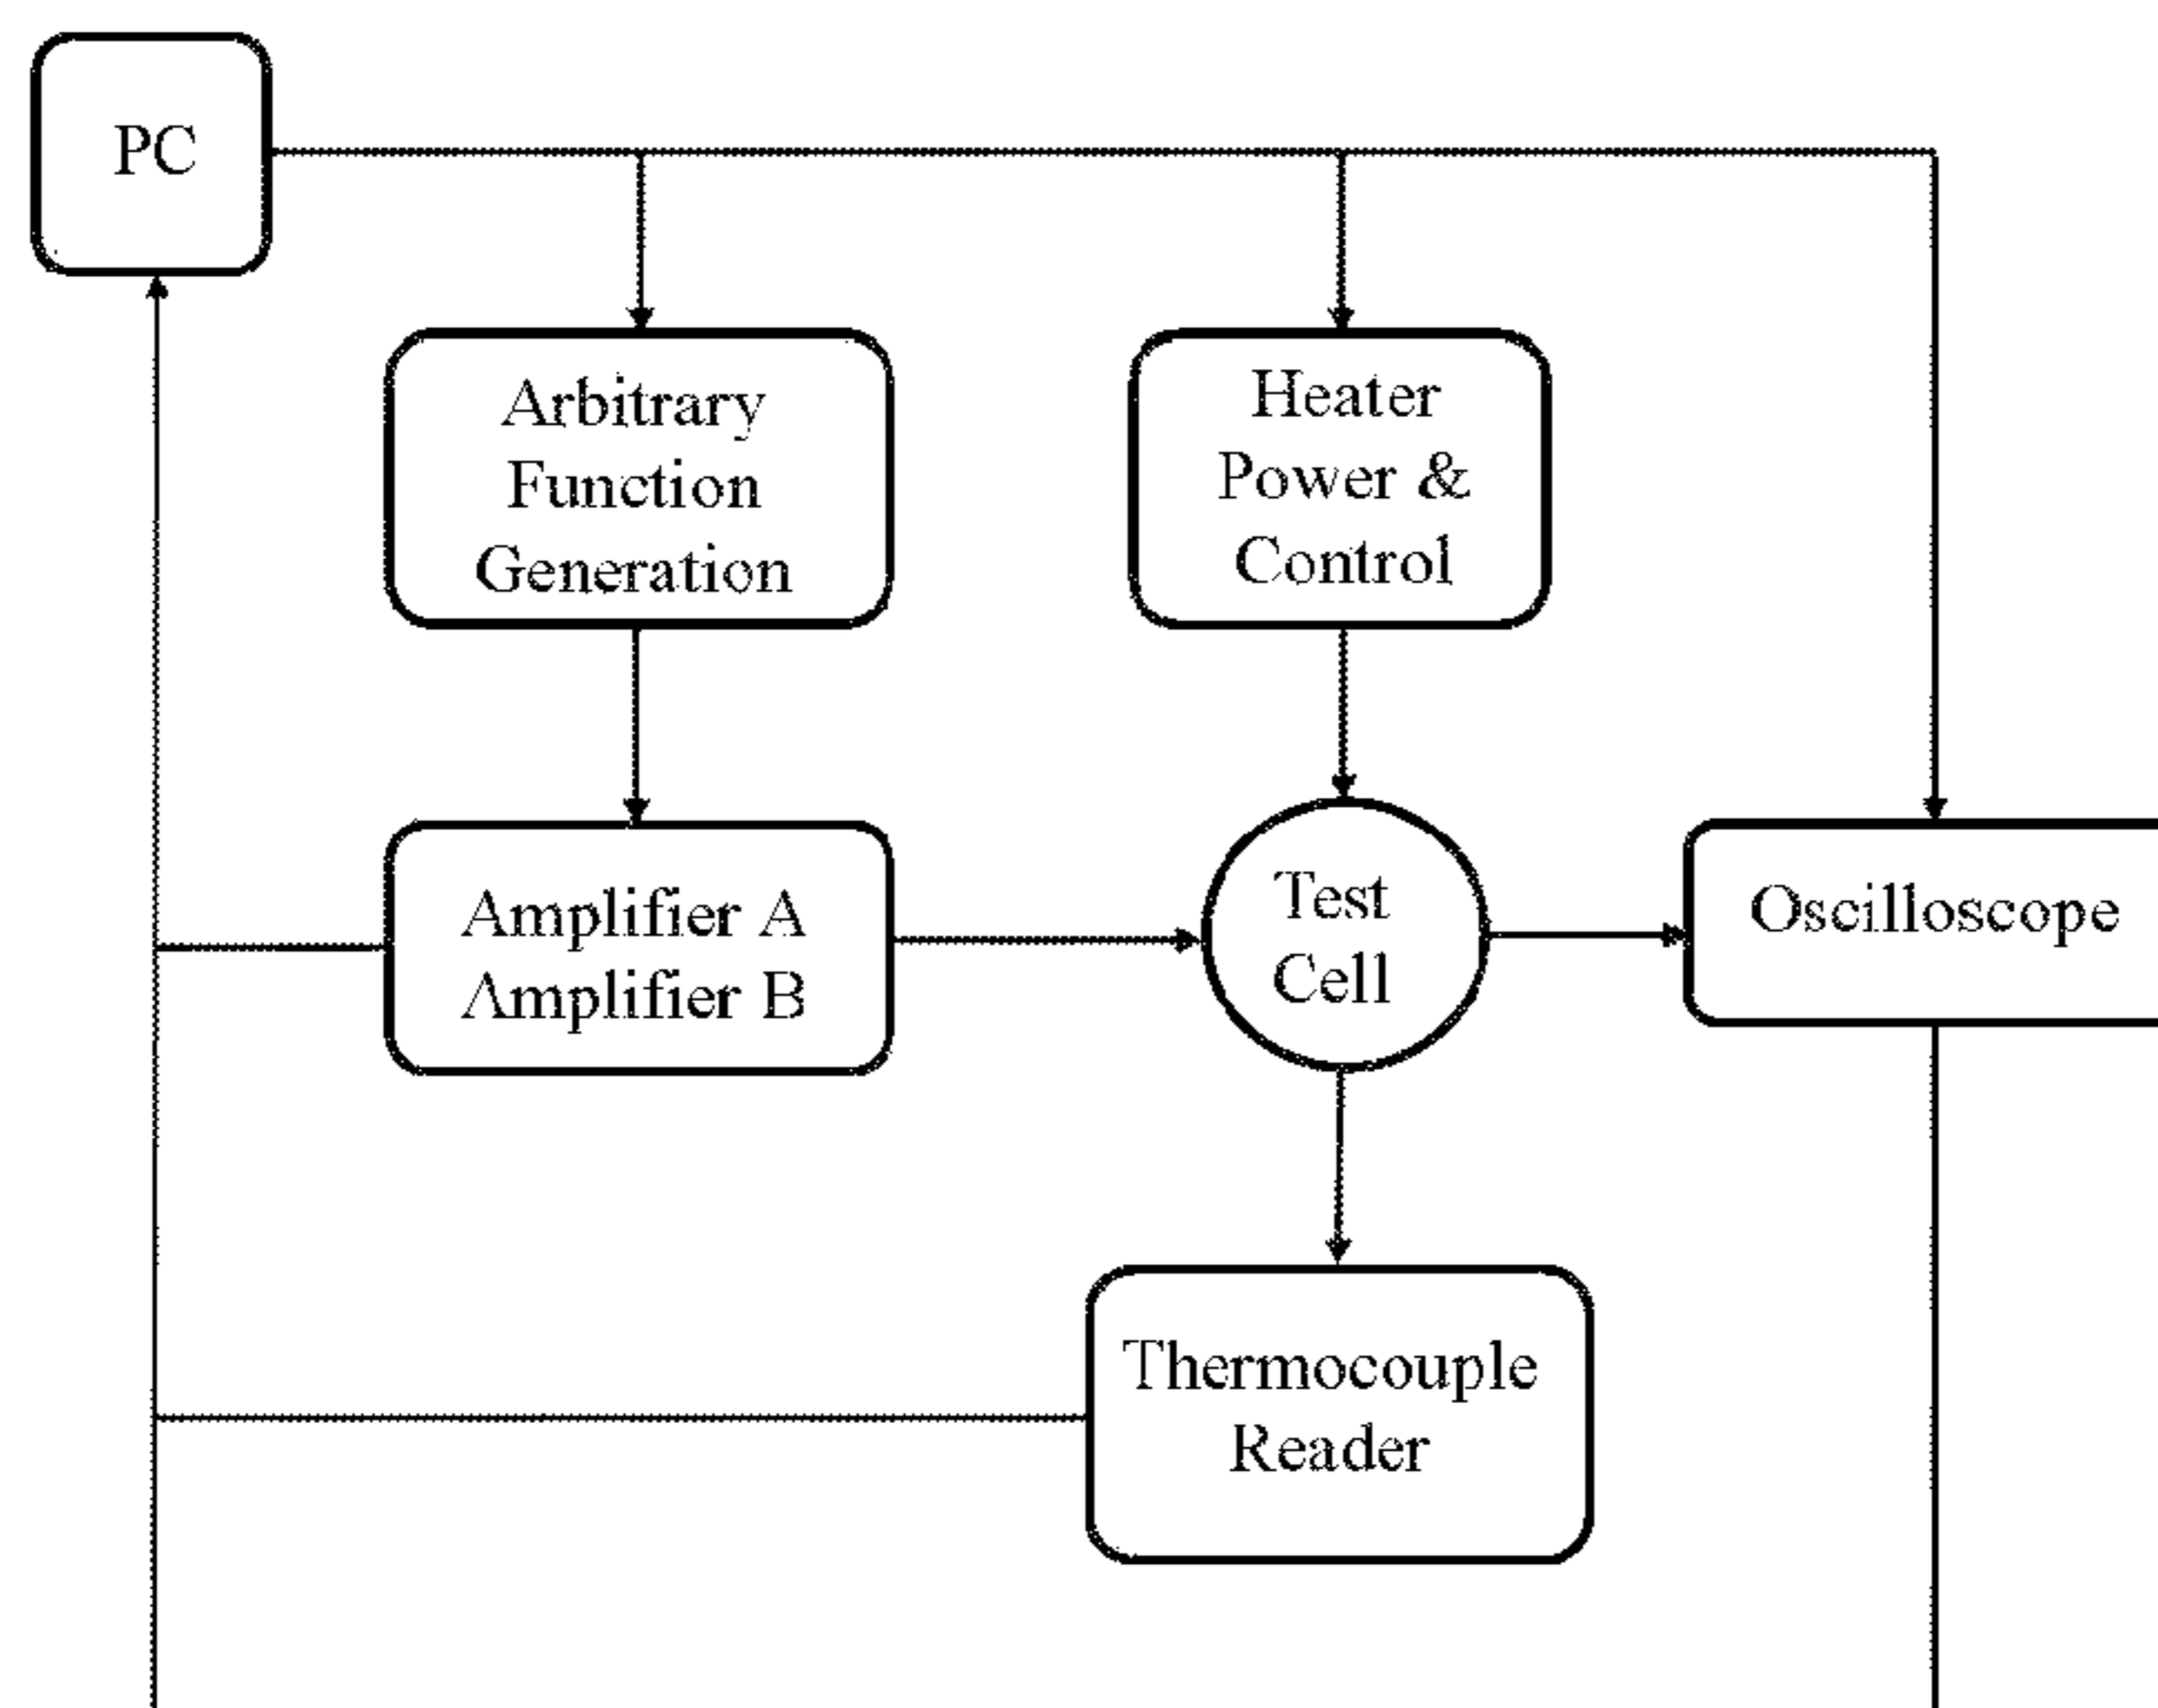 PC
Arbitrary
Function
Generation
Heater
Power &
Control
Amplifier A
Amplifier B
Test
Cell
Oscilloscope
Thermocouple
Reader